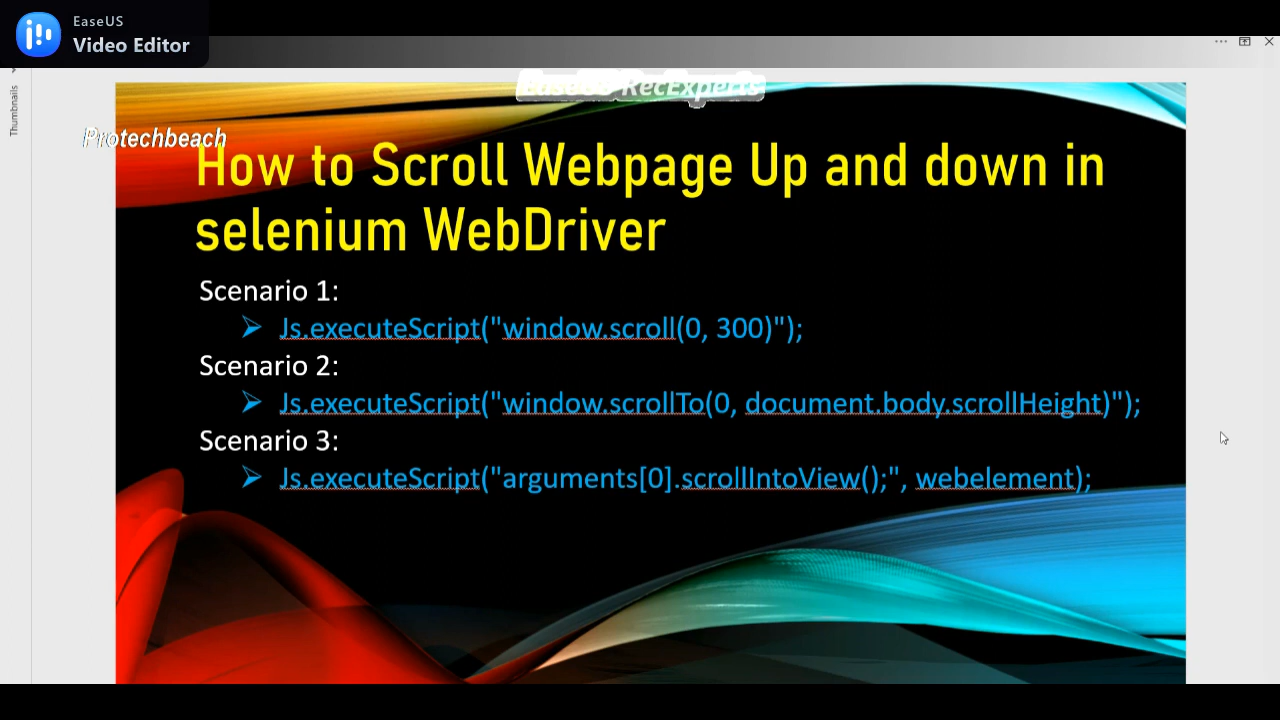 EaseUS
Video Editor
EaseUS RecExperts
Thumbnails
Protechbeach
How to Scroll Webpage Up and down in
selenium WebDriver
Scenario 1:
Js.executeScript("window.scroll(0, 300)");
Scenario 2:
Js.executeScript("window.scrollTo(0, document.body.scrollHeight)");
Scenario 3:
Js.executeScript("arguments[0].scrollIntoView();", webelement);